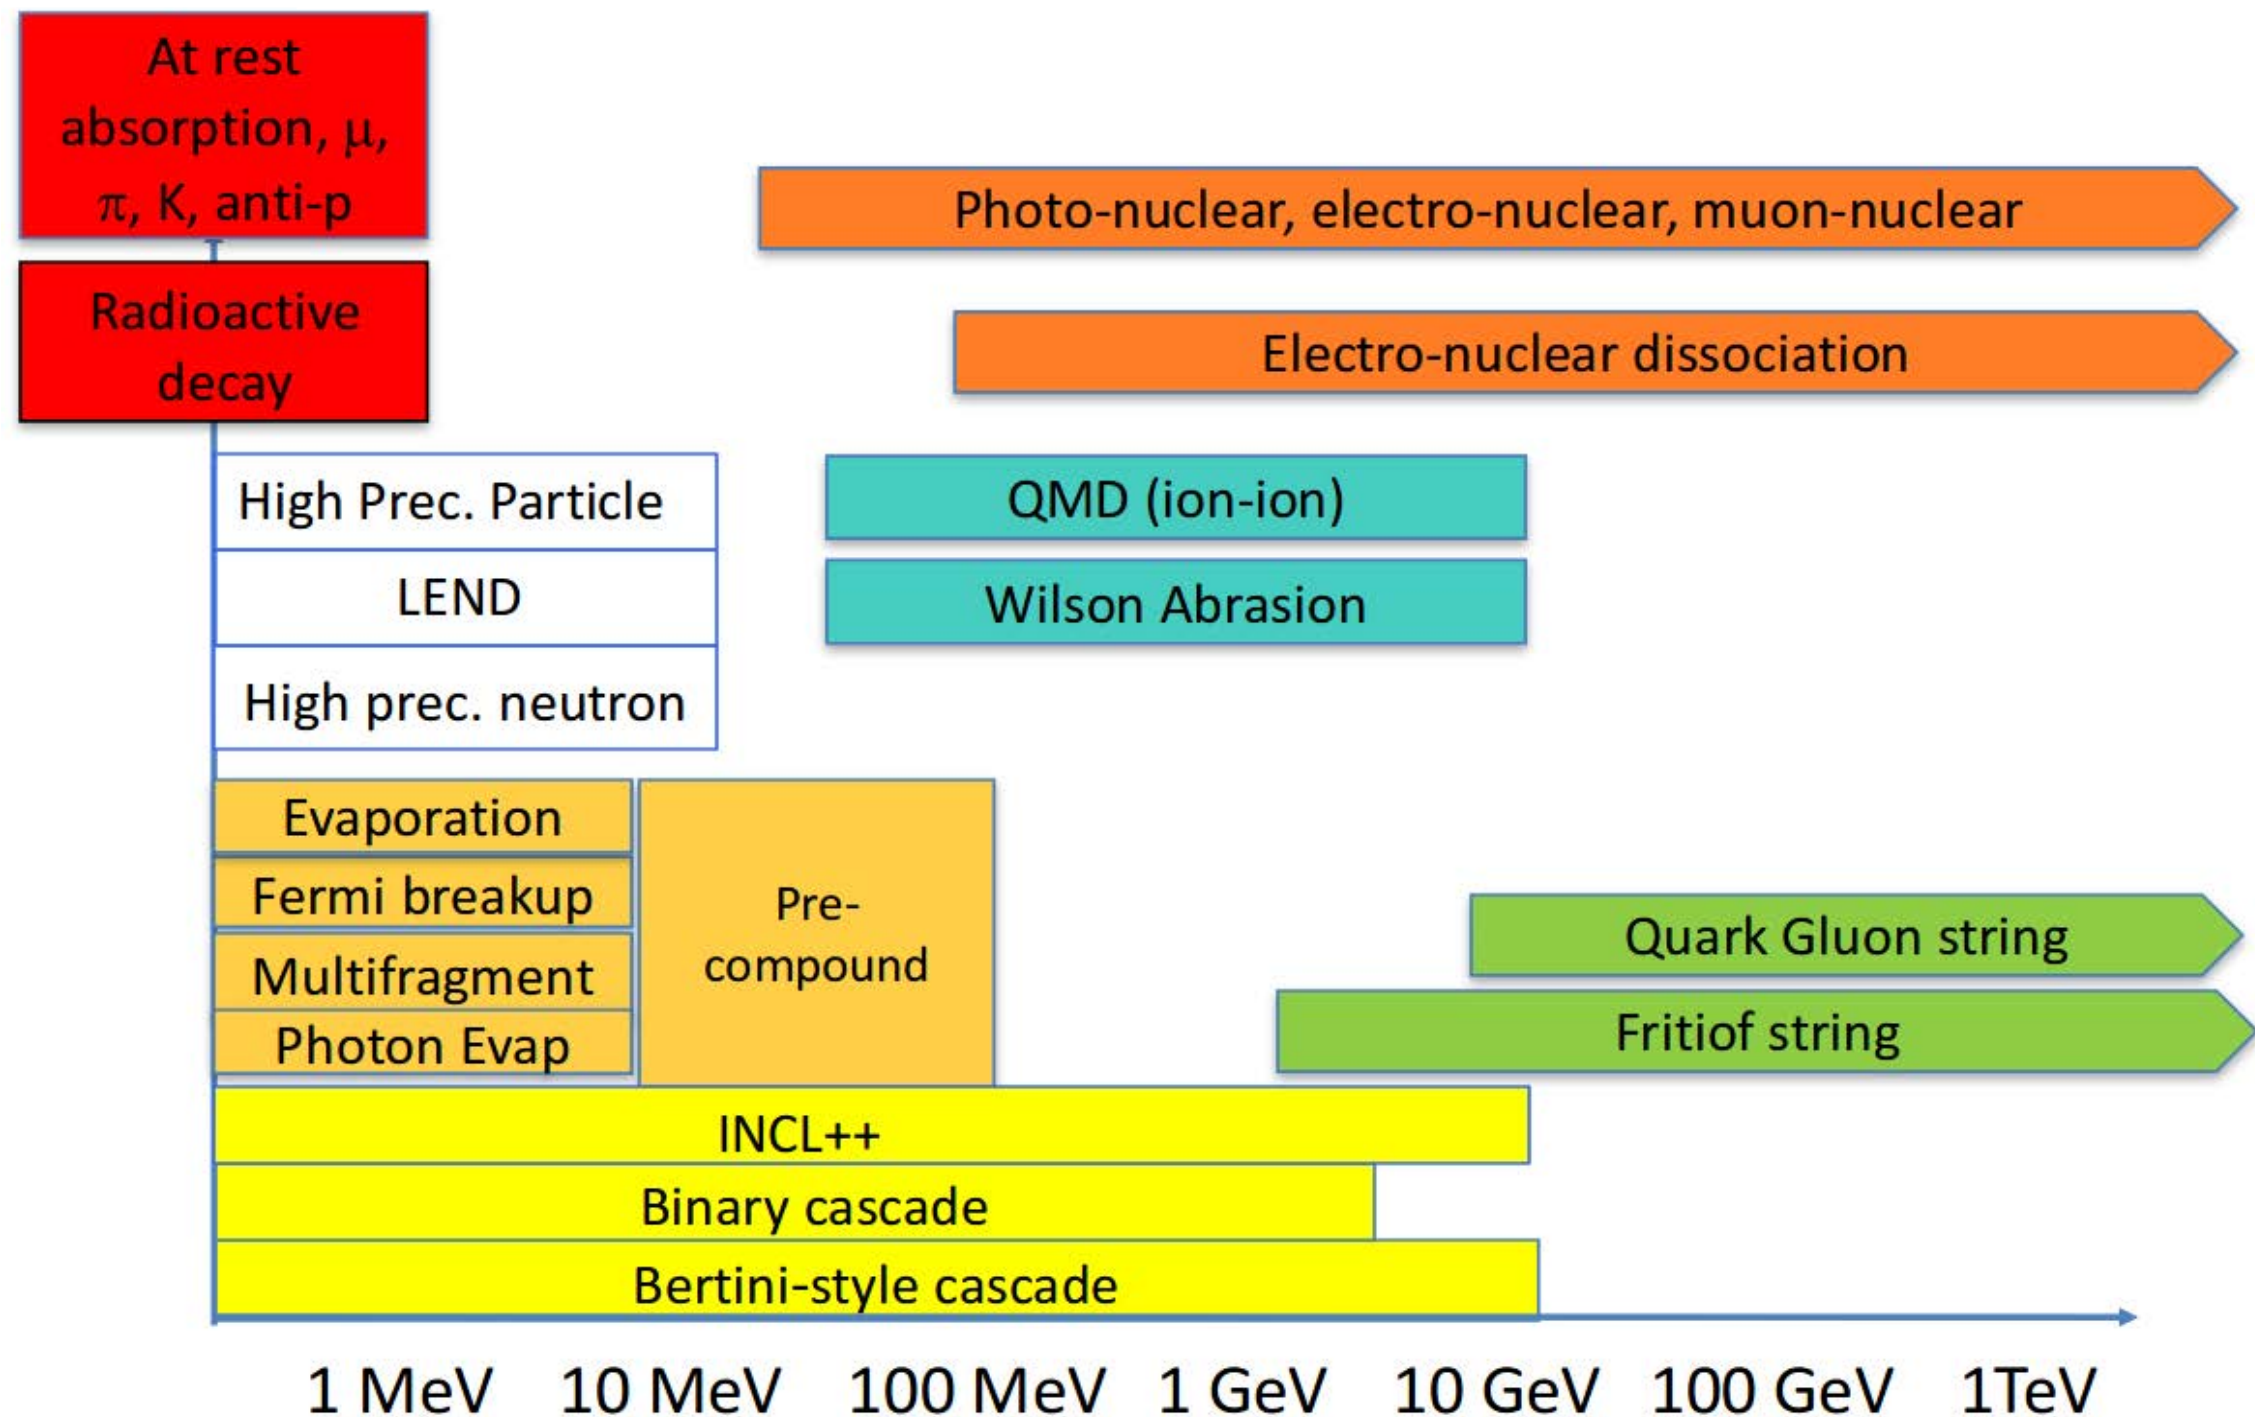 At rest
absorption, μ,
π, K, anti-p
Photo-nuclear, electro-nuclear, muon-nuclear
Radioactive
decay
Electro-nuclear dissociation
High Prec. Particle
QMD (ion-ion)
LEND
Wilson Abrasion
High prec. neutron
Evaporation
Fermi breakup
Multifragment
Photon Evap
Pre-
compound
Quark Gluon string
Fritiof string
INCL++
Binary cascade
Bertini-style cascade
1 MeV 10 MeV 100 MeV 1 GeV 10 GeV 100 GeV 1TeV